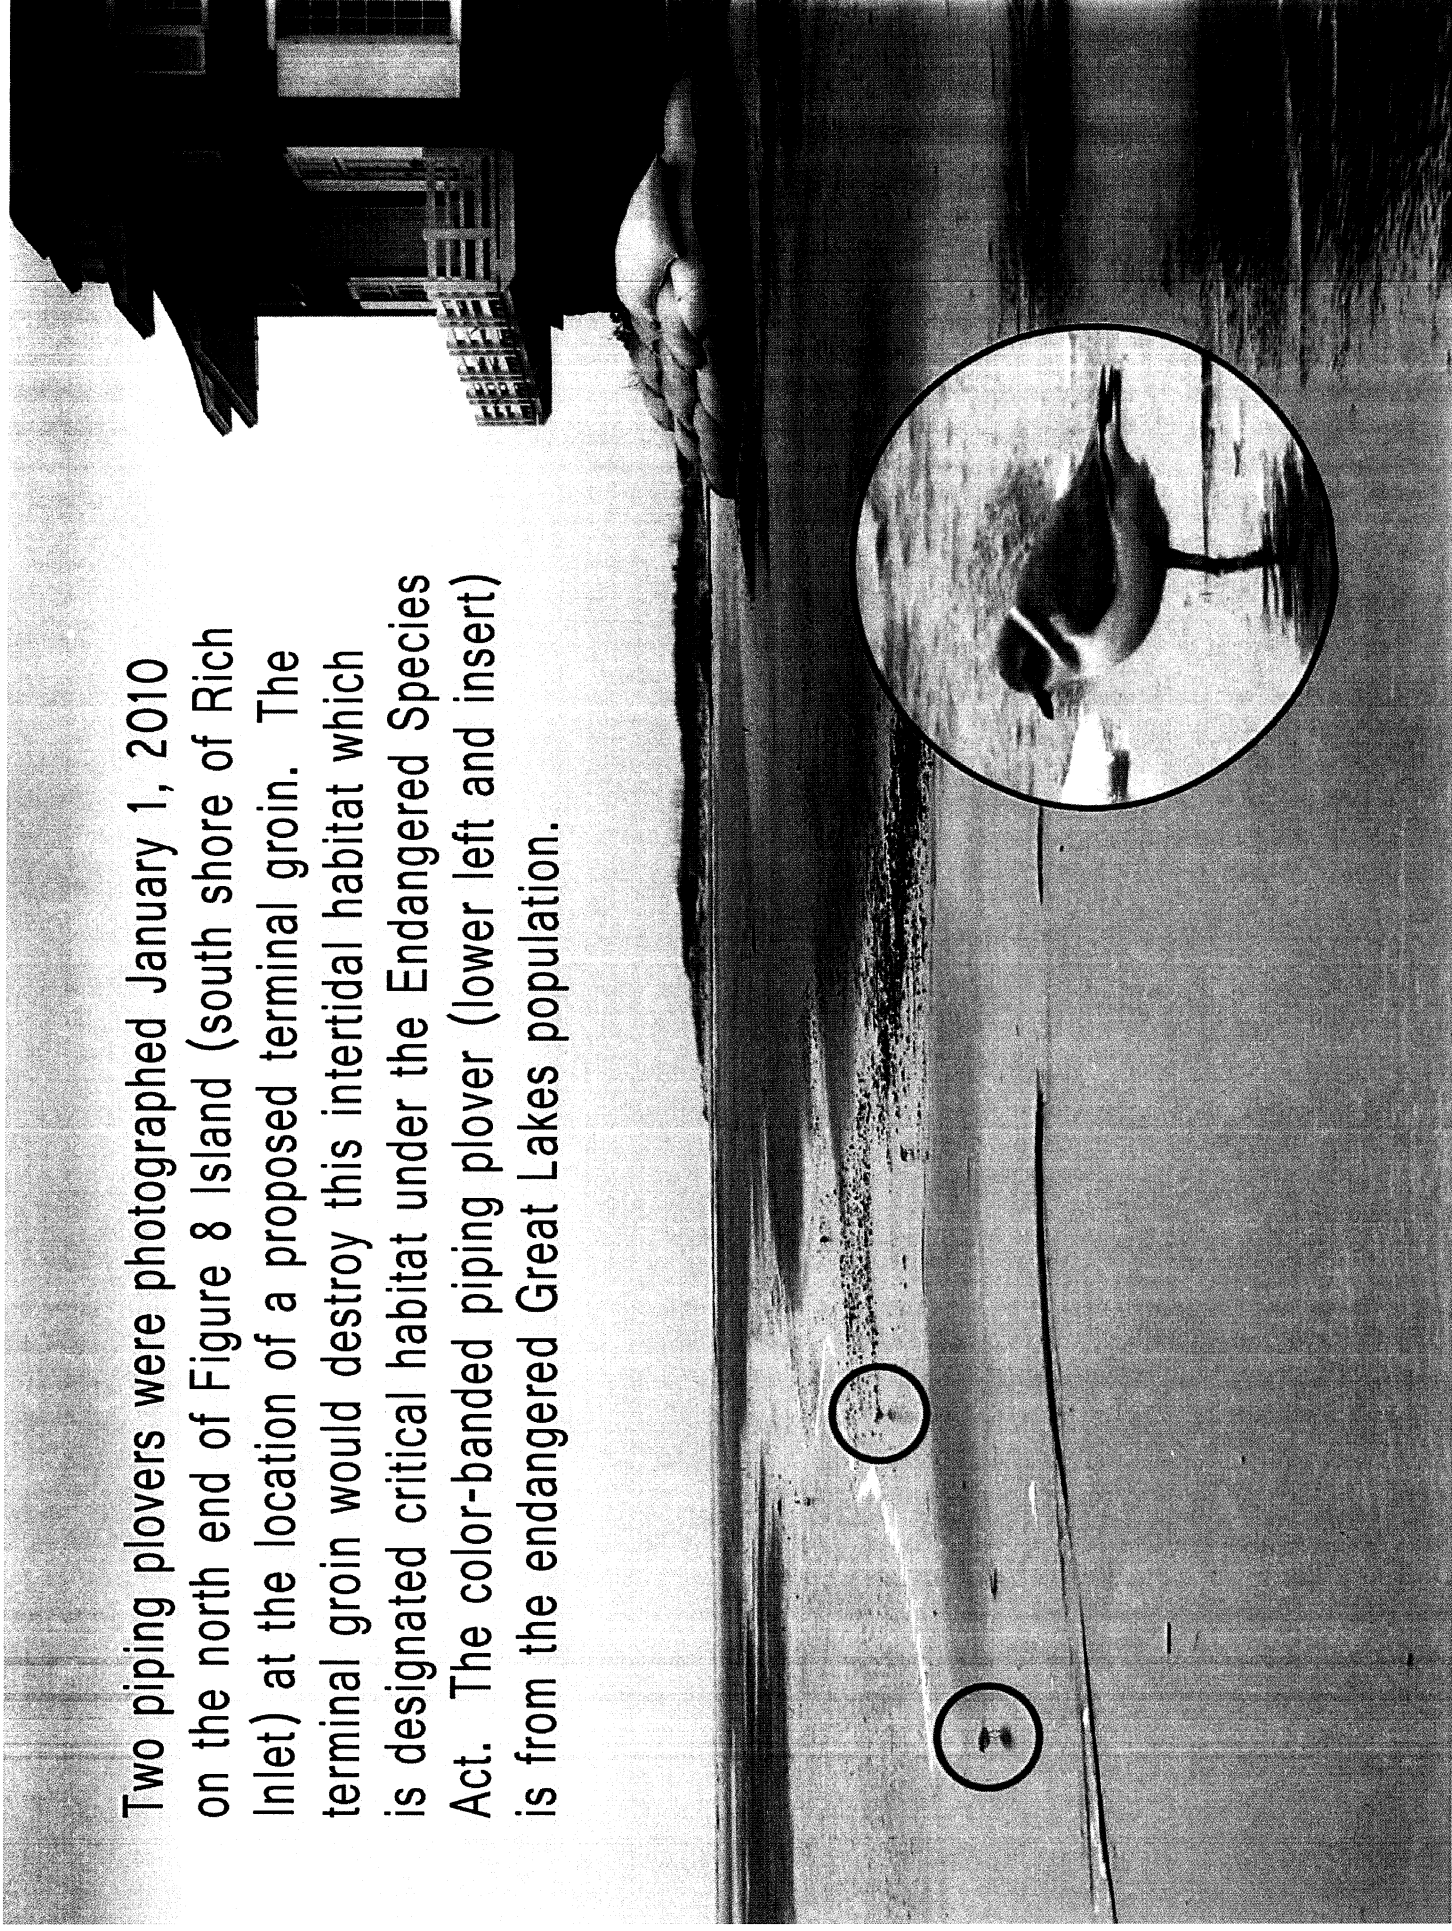 Two piping plovers were photographed January 1, 2010
on the north end of Figure 8 Island (south shore of Rich
Inlet) at the location of a proposed terminal groin. The
terminal groin would destroy this intertidal habitat which
is designated critical habitat under the Endangered Species
Act. The color-banded piping plover (lower left and insert)
is from the endangered Great Lakes population.